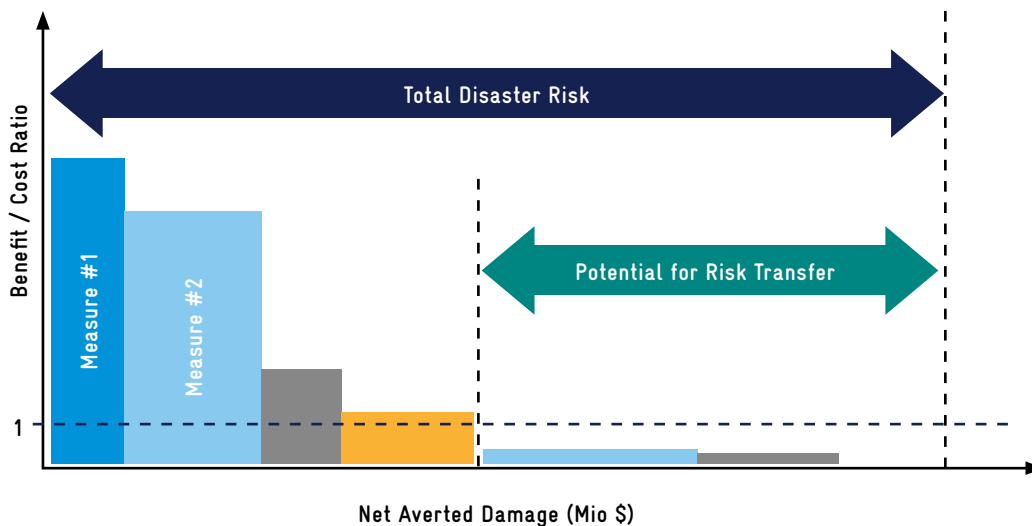 Total Disaster Risk
Benefit / Cost Ratio
Potential for Risk Transfer
Measure #1
Measure #2
1
Net Averted Damage (Mio $)